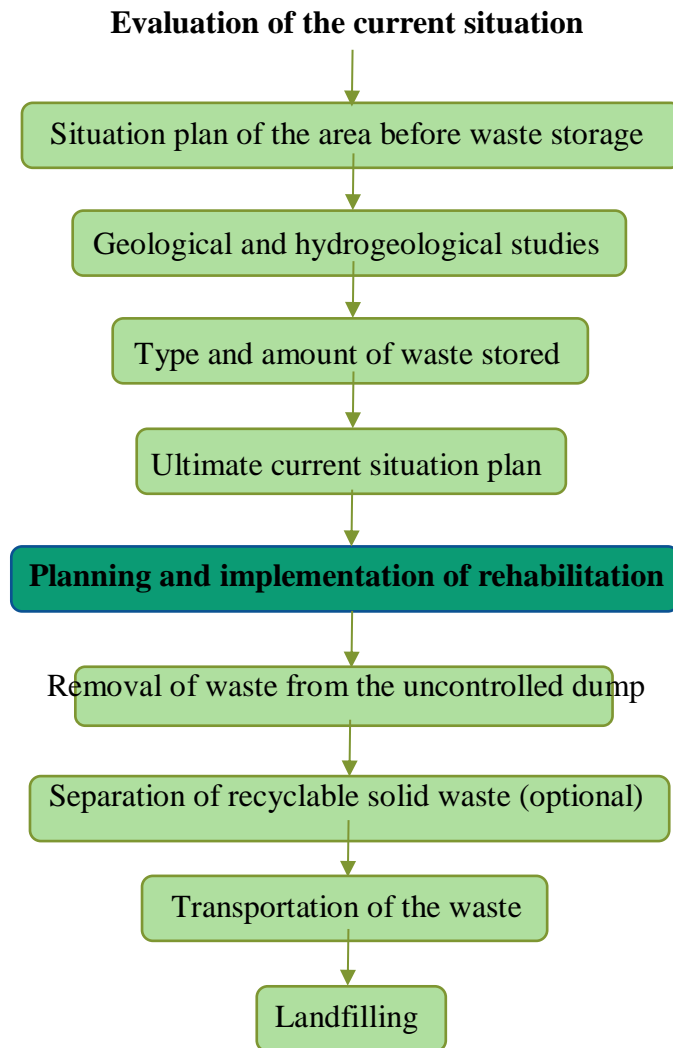 Evaluation of the current situation
Situation plan of the area before waste storage
Geological and hydrogeological studies
Type and amount of waste stored
Ultimate current situation plan
Planning and implementation of rehabilitation
Removal of waste from the uncontrolled dump
Separation of recyclable solid waste (optional)
Transportation of the waste
Landfilling